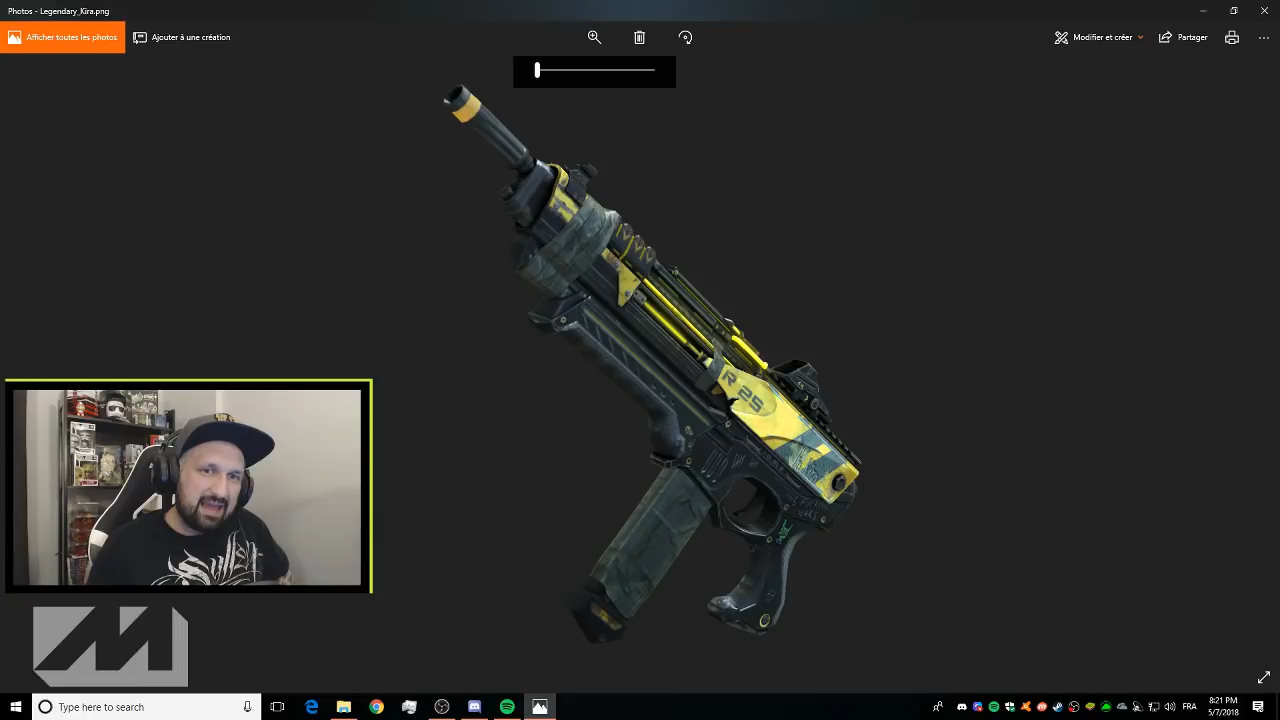 Photos - Legendary_Kira.png
Afficher toutes les photos
Ajouter à une création
Modifier et créer
Partager
R 25
M
Type here to search
FRA
8:21 PM
5/7/2018